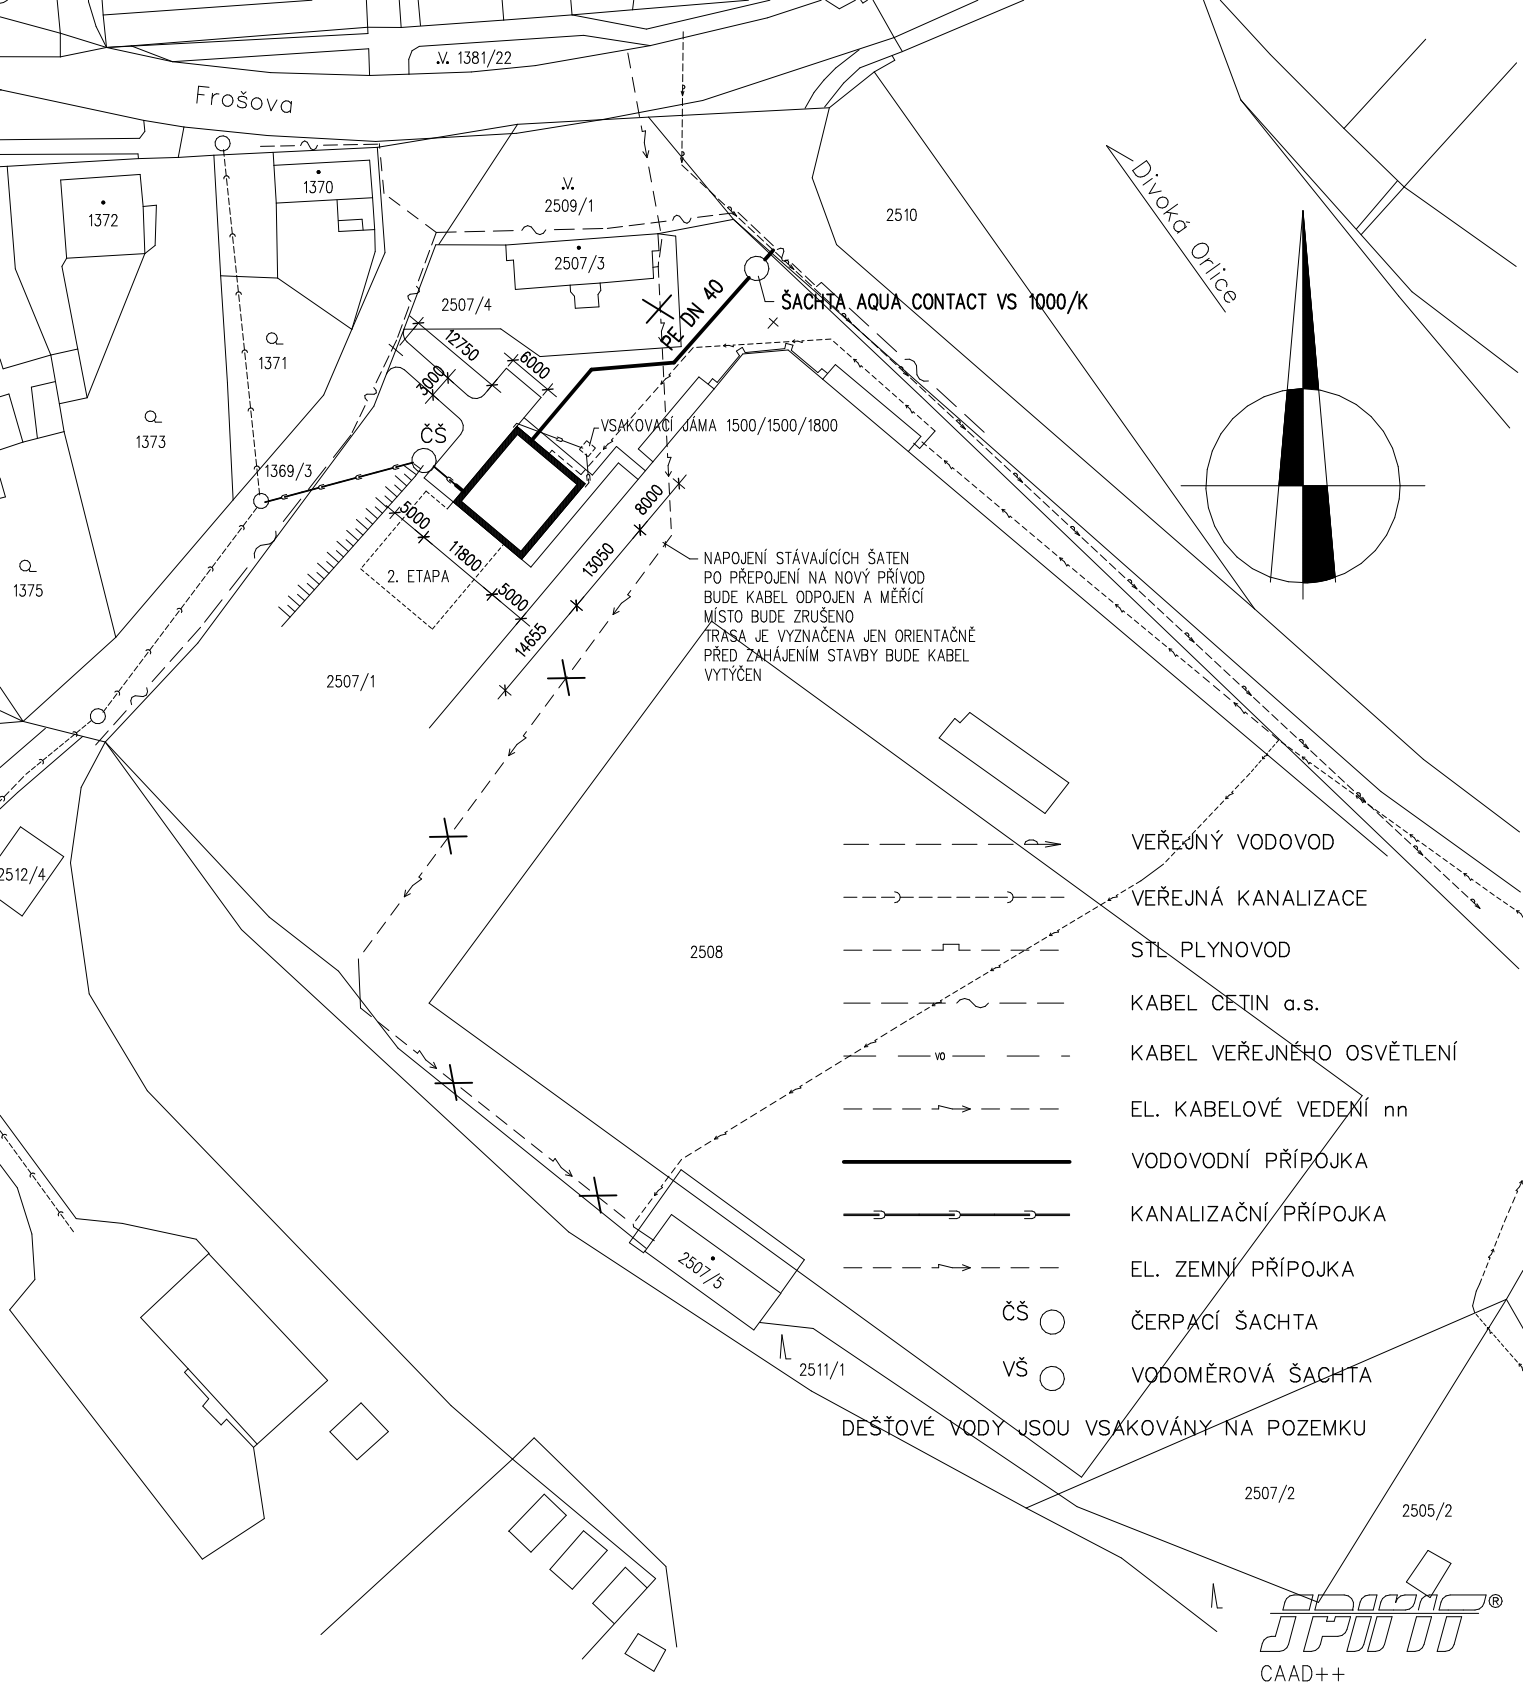 .V. 1381/22
Frošova
1370
1372
.V.
2509/1
2510
Divoká Orlice
2507/3
2507/4
PE DN 40
ŠACHTA AQUA CONTACT VS 1000/K
12750
6000
3000
1371
1373
ČŠ
VSAKOVACÍ JÁMA 1500/1500/1800
1369/3
5000
8000
11800
13050
2. ETAPA
5000
14655
1375
NAPOJENÍ STÁVAJÍCÍCH ŠATEN
PO PŘEPOJENÍ NA NOVÝ PŘÍVOD
BUDE KABEL ODPOJEN A MĚŘÍCÍ
MÍSTO BUDE ZRUŠENO
TRASA JE VYZNAČENA JEN ORIENTAČNĚ
PŘED ZAHÁJENÍM STAVBY BUDE KABEL
VYTÝČEN
2507/1
2512/4
2508
VEŘEJNÝ VODOVOD
VEŘEJNÁ KANALIZACE
STL PLYNOVOD
KABEL CETIN a.s.
VO KABEL VEŘEJNÉHO OSVĚTLENÍ
EL. KABELOVÉ VEDENÍ nn
VODOVODNÍ PŘÍPOJKA
KANALIZAČNÍ PŘÍPOJKA
EL. ZEMNÍ PŘÍPOJKA
ČŠ ČERPACÍ ŠACHTA
VŠ VODOMĚROVÁ ŠACHTA
DEŠŤOVÉ VODY JSOU VSAKOVÁNY NA POZEMKU
2507/5
2511/1
2507/2
2505/2
SPIRIT®
CAAD++